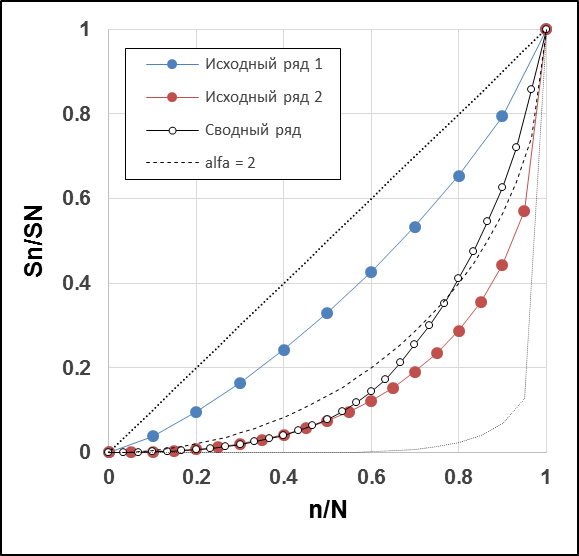 1
0.8
0.6
0.4
0.2
0
Sn/SN
Исходный ряд 1
Исходный ряд 2
Сводный ряд
alfa = 2
0 0.2 0.4 0.6 0.8 1
n/N